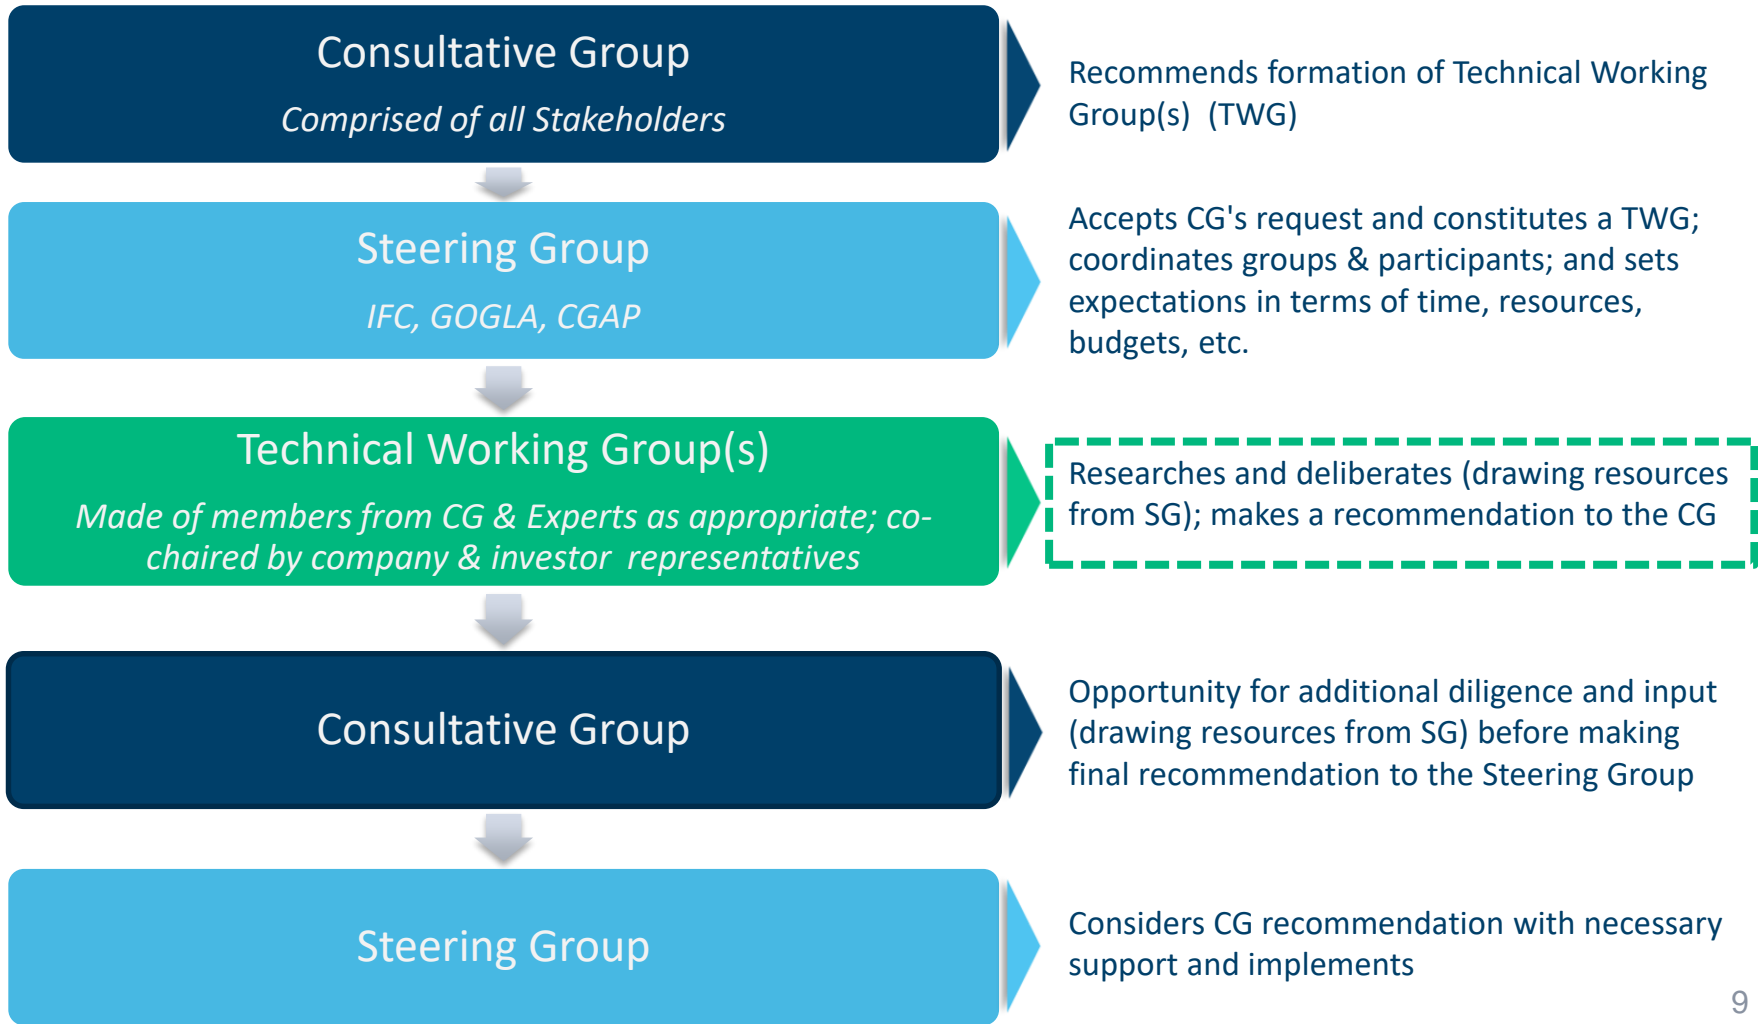 Consultative Group
Comprised of all Stakeholders
Recommends formation of Technical Working
Group(s)  (TWG)
Steering Group
IFC, GOGLA, CGAP
Accepts CG's request and constitutes a TWG;
coordinates groups & participants; and sets
expectations in terms of time, resources,
budgets, etc.
Technical Working Group(s)
Made of members from CG & Experts as appropriate; co-
chaired by company & investor  representatives
Researches and deliberates (drawing resources
from SG); makes a recommendation to the CG
Consultative Group
Opportunity for additional diligence and input
(drawing resources from SG) before making
final recommendation to the Steering Group
Steering Group
Considers CG recommendation with necessary
support and implements
9